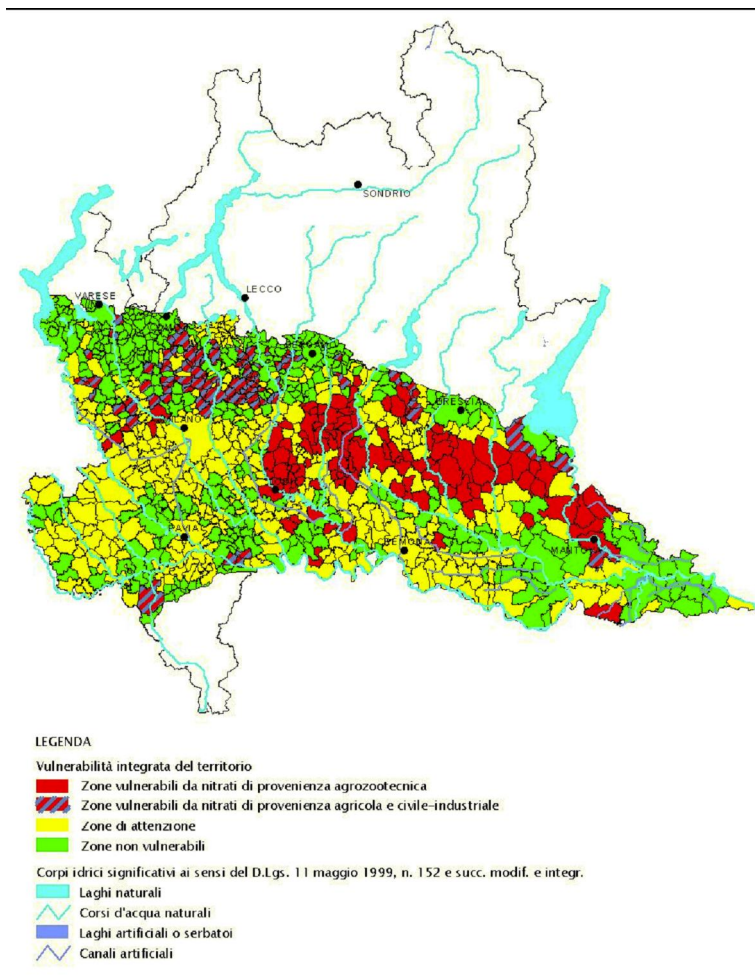 SONDRIO
LECCO
VARESE
BRESCIA
PAVIA
LEGENDA
Vulnerabilità integrata del territorio
Zone vulnerabili da nitrati di provenienza agrozootecnica
Zone vulnerabili da nitrati di provenienza agricola e civile-industriale
Zone di attenzione
Zone non vulnerabili
Corpi idrici significativi ai sensi del D.Lgs. 11 maggio 1999, n. 152 e succ. modif. e integr.
Laghi naturali
Corsi d'acqua naturali
Laghi artificiali o serbatoi
Canali artificiali